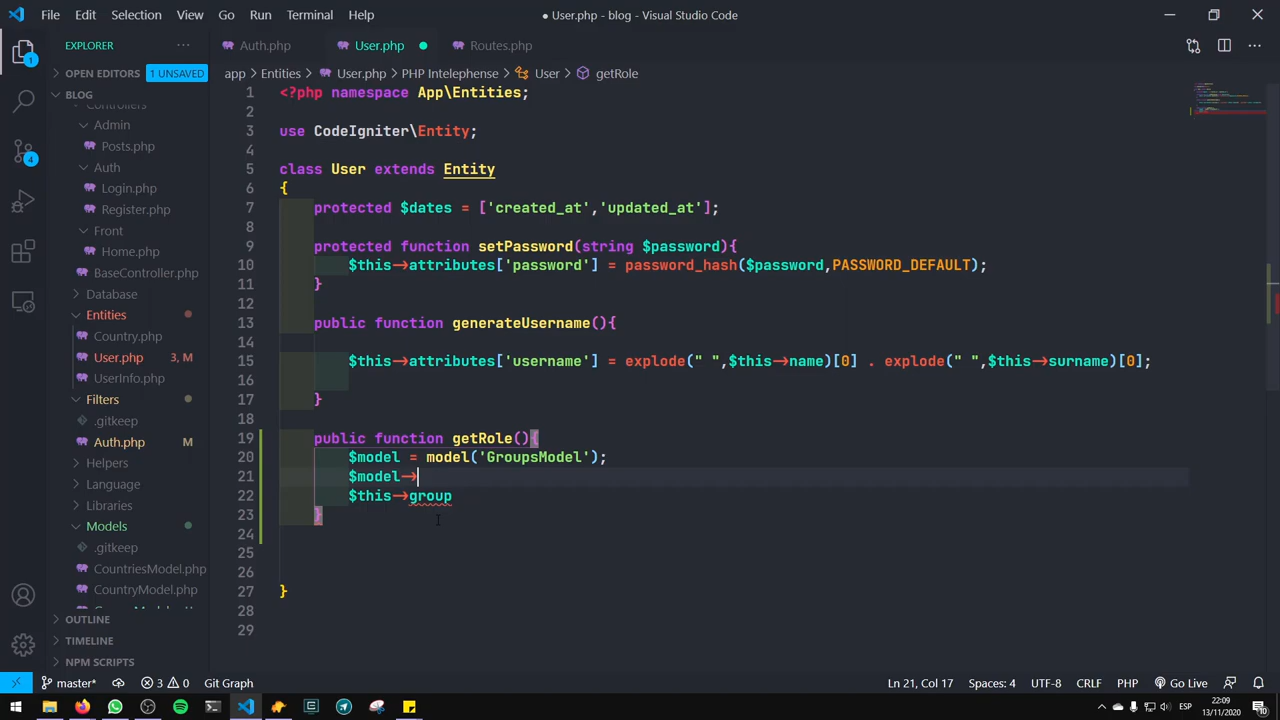 File Edit Selection View Go Run Terminal Help
● User.php - blog - Visual Studio Code
EXPLORER
Auth.php User.php Routes.php
OPEN EDITORS 1 UNSAVED
app > Entities > User.php > PHP Intelephense > User > getRole
BLOG
Controllers
Admin
Posts.php
Auth
Login.php
Register.php
Front
Home.php
BaseController.php
Database
Entities
Country.php
User.php 3, M
UserInfo.php
Filters
.gitkeep
Auth.php M
Helpers
Language
Libraries
Models
.gitkeep
CountriesModel.php
CountryModel.php
OUTLINE
TIMELINE
NPM SCRIPTS
1 <?php namespace App\Entities;
2
3 use CodeIgniter\Entity;
4
5 class User extends Entity
6 {
7 protected $dates = ['created_at','updated_at'];
8
9 protected function setPassword(string $password){
10 $this->attributes['password'] = password_hash($password,PASSWORD_DEFAULT);
11 }
12
13 public function generateUsername(){
14
15 $this->attributes['username'] = explode(" ",$this->name)[0] . explode(" ",$this->surname)[0];
16
17 }
18
19 public function getRole(){
20 $model = model('GroupsModel');
21 $model->
22 $this->group
23 }
24
25
26
27 }
28
29
1
4
master* 3 0 Git Graph
Ln 21, Col 17 Spaces: 4 UTF-8 CRLF PHP Go Live
ESP
22:09
13/11/2020
10